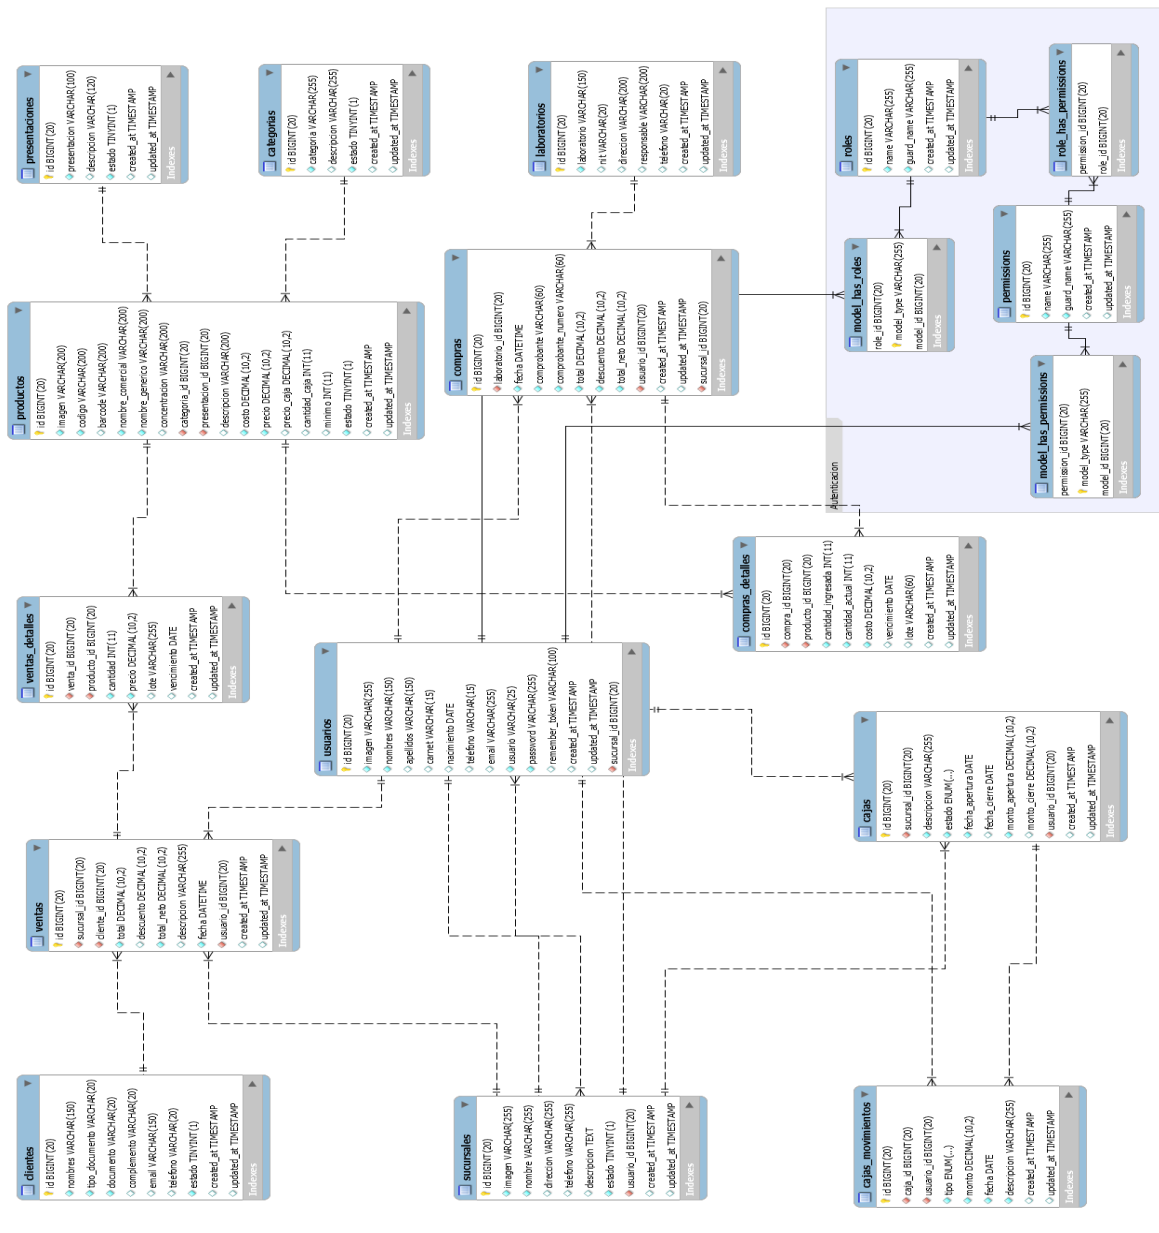 presentaciones
id BIGINT(20)
presentacion VARCHAR(100)
descripcion VARCHAR(120)
estado TINYINT(1)
created_at TIMESTAMP
updated_at TIMESTAMP
Indexes
categorias
id BIGINT(20)
categoria VARCHAR(255)
descripcion VARCHAR(255)
estado TINYINT(1)
created_at TIMESTAMP
updated_at TIMESTAMP
Indexes
laboratorios
id BIGINT(20)
laboratorio VARCHAR(150)
nit VARCHAR(20)
direccion VARCHAR(200)
responsable VARCHAR(200)
telefono VARCHAR(20)
created_at TIMESTAMP
updated_at TIMESTAMP
Indexes
roles
id BIGINT(20)
name VARCHAR(255)
guard_name VARCHAR(255)
created_at TIMESTAMP
updated_at TIMESTAMP
Indexes
role_has_permissions
permission_id BIGINT(20)
role_id BIGINT(20)
Indexes
productos
id BIGINT(20)
imagen VARCHAR(200)
codigo VARCHAR(200)
barcode VARCHAR(200)
nombre_comercial VARCHAR(200)
nombre_generico VARCHAR(200)
concentracion VARCHAR(200)
categoria_id BIGINT(20)
presentacion_id BIGINT(20)
descripcion VARCHAR(200)
costo DECIMAL(10,2)
precio DECIMAL(10,2)
precio_caja DECIMAL(10,2)
cantidad_caja INT(11)
minimo INT(11)
estado TINYINT(1)
created_at TIMESTAMP
updated_at TIMESTAMP
Indexes
compras
id BIGINT(20)
laboratorio_id BIGINT(20)
fecha DATETIME
comprobante VARCHAR(60)
comprobante_numero VARCHAR(60)
total DECIMAL(10,2)
descuento DECIMAL(10,2)
total_neto DECIMAL(10,2)
usuario_id BIGINT(20)
created_at TIMESTAMP
updated_at TIMESTAMP
sucursal_id BIGINT(20)
Indexes
model_has_roles
role_id BIGINT(20)
model_type VARCHAR(255)
model_id BIGINT(20)
Indexes
permissions
id BIGINT(20)
name VARCHAR(255)
guard_name VARCHAR(255)
created_at TIMESTAMP
updated_at TIMESTAMP
Indexes
model_has_permissions
permission_id BIGINT(20)
model_type VARCHAR(255)
model_id BIGINT(20)
Indexes
Autenticacion
ventas_detalles
id BIGINT(20)
venta_id BIGINT(20)
producto_id BIGINT(20)
cantidad INT(11)
precio DECIMAL(10,2)
lote VARCHAR(255)
vencimiento DATE
created_at TIMESTAMP
updated_at TIMESTAMP
Indexes
usuarios
id BIGINT(20)
imagen VARCHAR(255)
nombres VARCHAR(150)
apellidos VARCHAR(150)
carnet VARCHAR(15)
nacimiento DATE
telefono VARCHAR(15)
email VARCHAR(255)
usuario VARCHAR(25)
password VARCHAR(255)
remember_token VARCHAR(100)
created_at TIMESTAMP
updated_at TIMESTAMP
sucursal_id BIGINT(20)
Indexes
compras_detalles
id BIGINT(20)
compra_id BIGINT(20)
producto_id BIGINT(20)
cantidad_ingresada INT(11)
cantidad_actual INT(11)
costo DECIMAL(10,2)
vencimiento DATE
lote VARCHAR(60)
created_at TIMESTAMP
updated_at TIMESTAMP
Indexes
ventas
id BIGINT(20)
sucursal_id BIGINT(20)
cliente_id BIGINT(20)
total DECIMAL(10,2)
descuento DECIMAL(10,2)
total_neto DECIMAL(10,2)
descripcion VARCHAR(255)
fecha DATETIME
usuario_id BIGINT(20)
created_at TIMESTAMP
updated_at TIMESTAMP
Indexes
cajas
id BIGINT(20)
sucursal_id BIGINT(20)
descripcion VARCHAR(255)
estado ENUM(...)
fecha_apertura DATE
fecha_cierre DATE
monto_apertura DECIMAL(10,2)
monto_cierre DECIMAL(10,2)
usuario_id BIGINT(20)
created_at TIMESTAMP
updated_at TIMESTAMP
Indexes
clientes
id BIGINT(20)
nombres VARCHAR(150)
tipo_documento VARCHAR(20)
documento VARCHAR(20)
complemento VARCHAR(20)
email VARCHAR(150)
telefono VARCHAR(20)
estado TINYINT(1)
created_at TIMESTAMP
updated_at TIMESTAMP
Indexes
sucursales
id BIGINT(20)
imagen VARCHAR(255)
nombre VARCHAR(255)
direccion VARCHAR(255)
telefono VARCHAR(255)
descripcion TEXT
estado TINYINT(1)
usuario_id BIGINT(20)
created_at TIMESTAMP
updated_at TIMESTAMP
Indexes
cajas_movimientos
id BIGINT(20)
caja_id BIGINT(20)
usuario_id BIGINT(20)
tipo ENUM(...)
monto DECIMAL(10,2)
fecha DATE
descripcion VARCHAR(255)
created_at TIMESTAMP
updated_at TIMESTAMP
Indexes